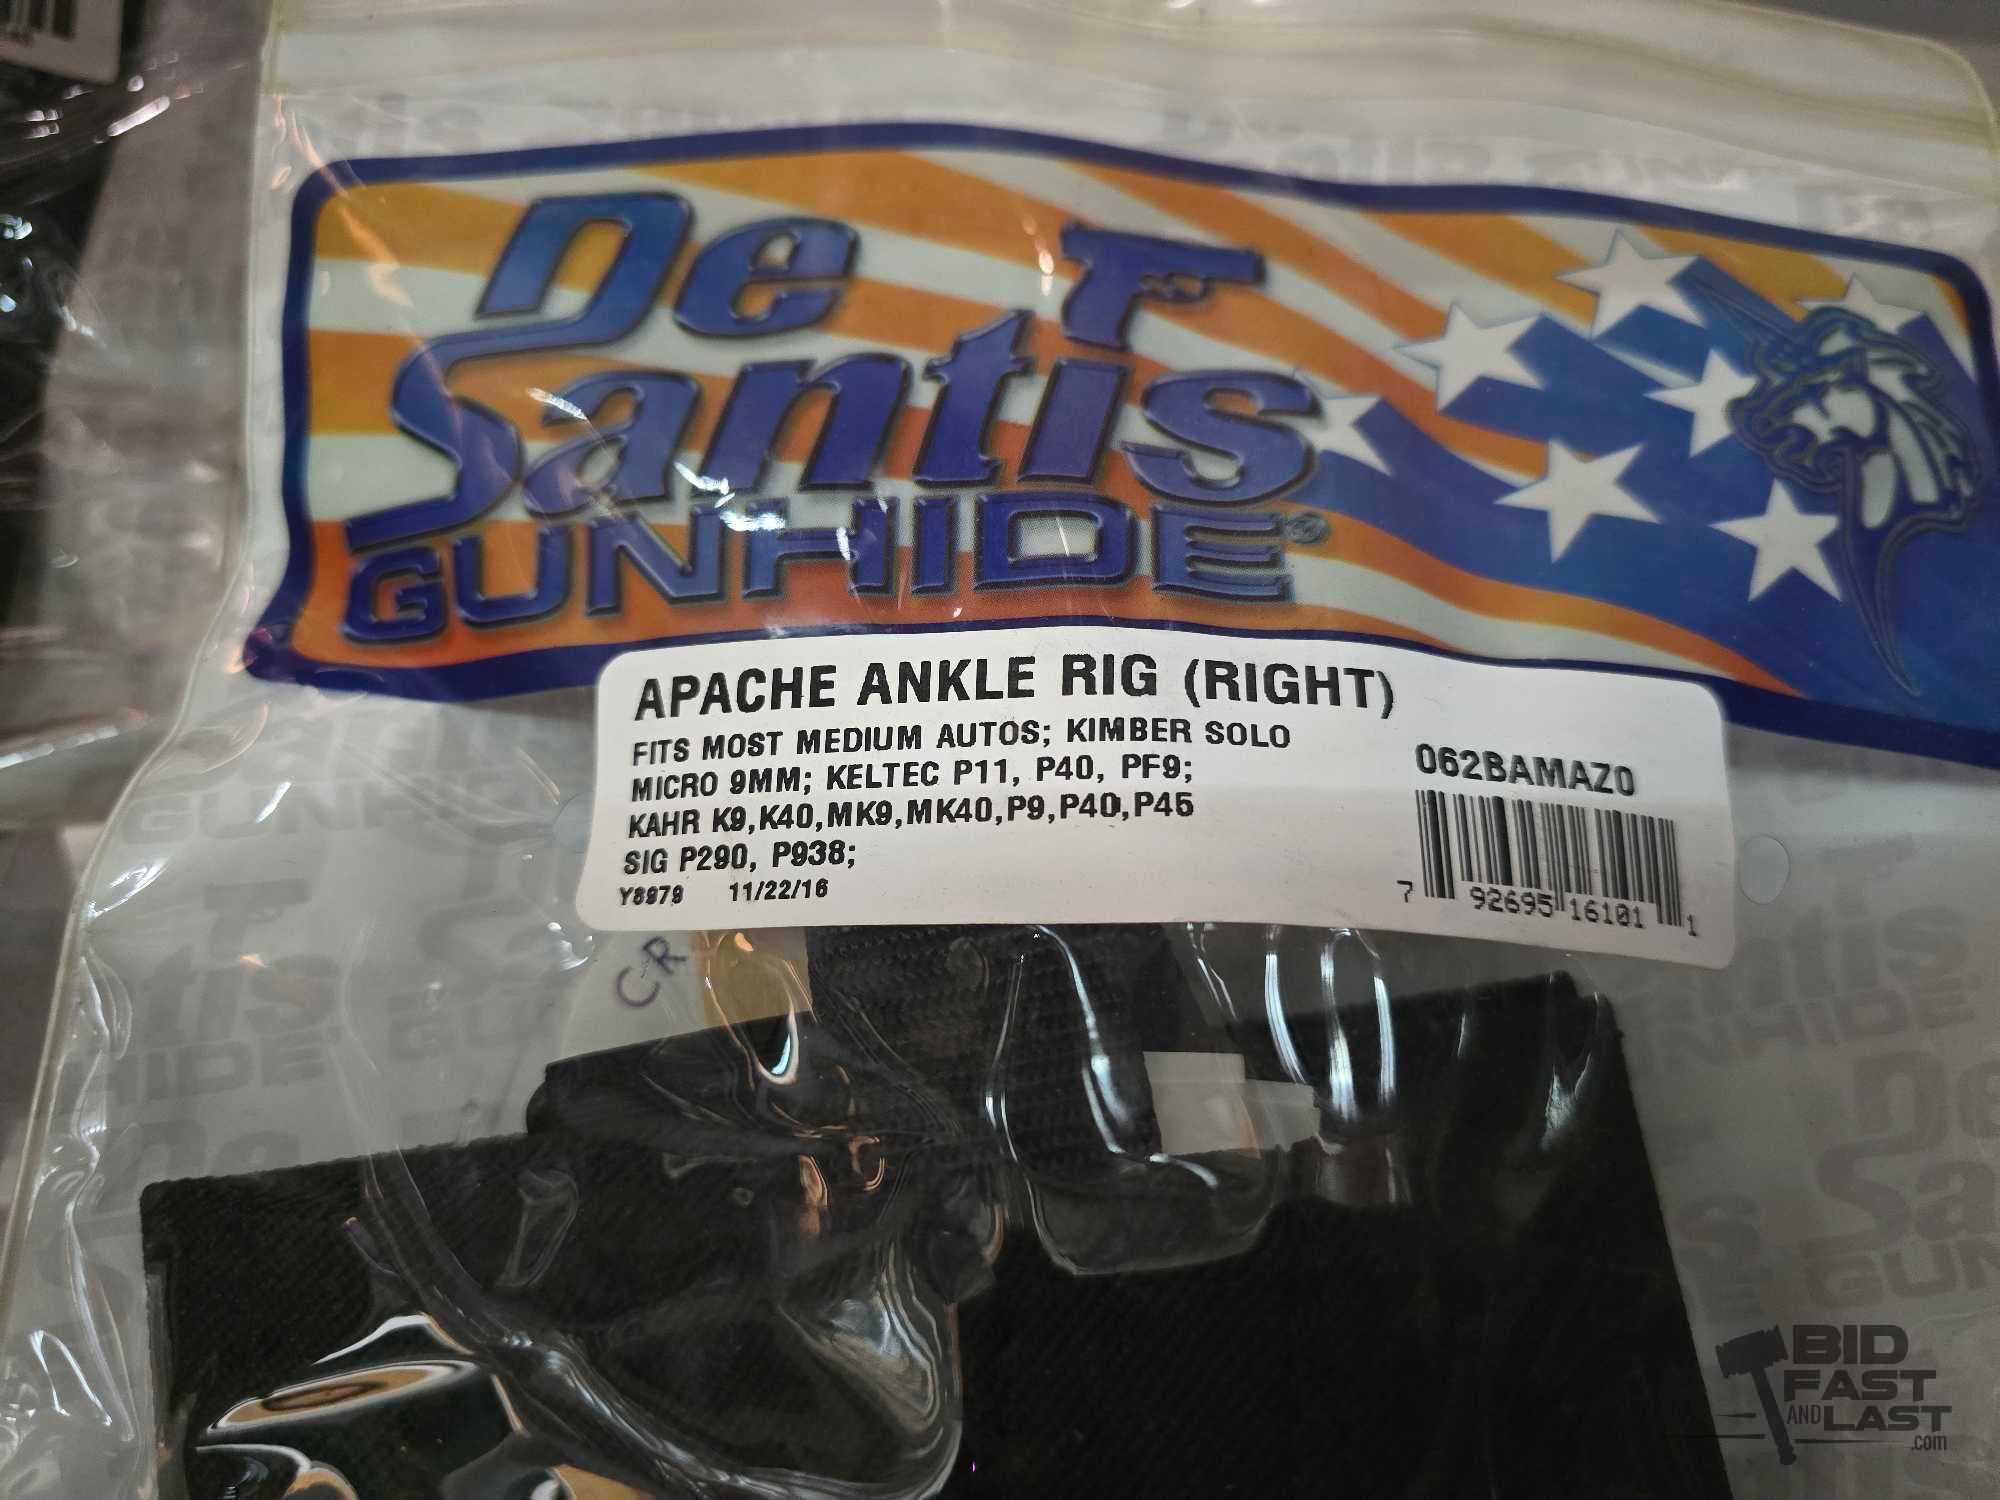 De Santis
GUNHIDE®
APACHE ANKLE RIG (RIGHT)
FITS MOST MEDIUM AUTOS; KIMBER SOLO
MICRO 9MM; KELTEC P11, P40, PF9;
KAHR K9,K40,MK9,MK40,P9,P40,P45
SIG P290, P938;
Y8979 11/22/16
062BAMAZ0
7 92695 16101 1
CR
BID
FAST
AND LAST
.com